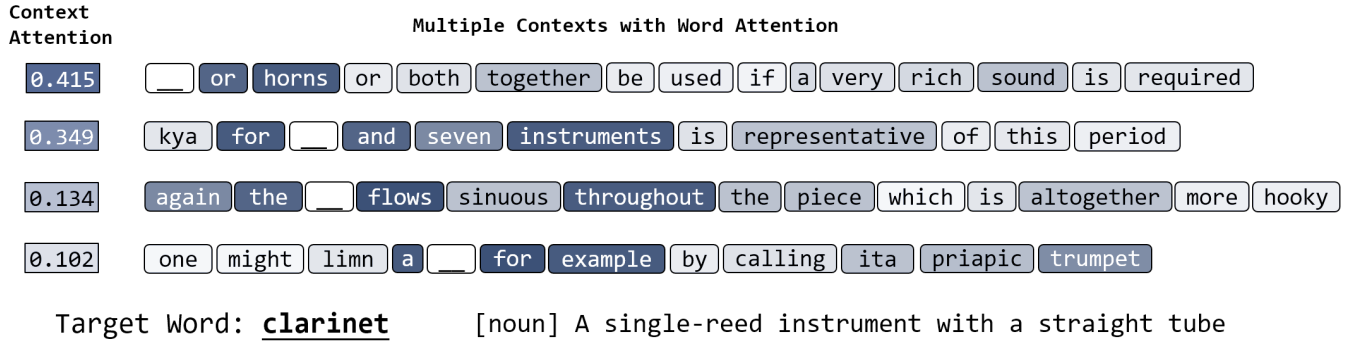 Context
Attention
Multiple Contexts with Word Attention
0.415 __ or horns or both together be used if a very rich sound is required
0.349 kya for __ and seven instruments is representative of this period
0.134 again the __ flows sinuous throughout the piece which is altogether more hooky
0.102 one might limn a __ for example by calling ita priapic trumpet
Target Word: clarinet [noun] A single-reed instrument with a straight tube